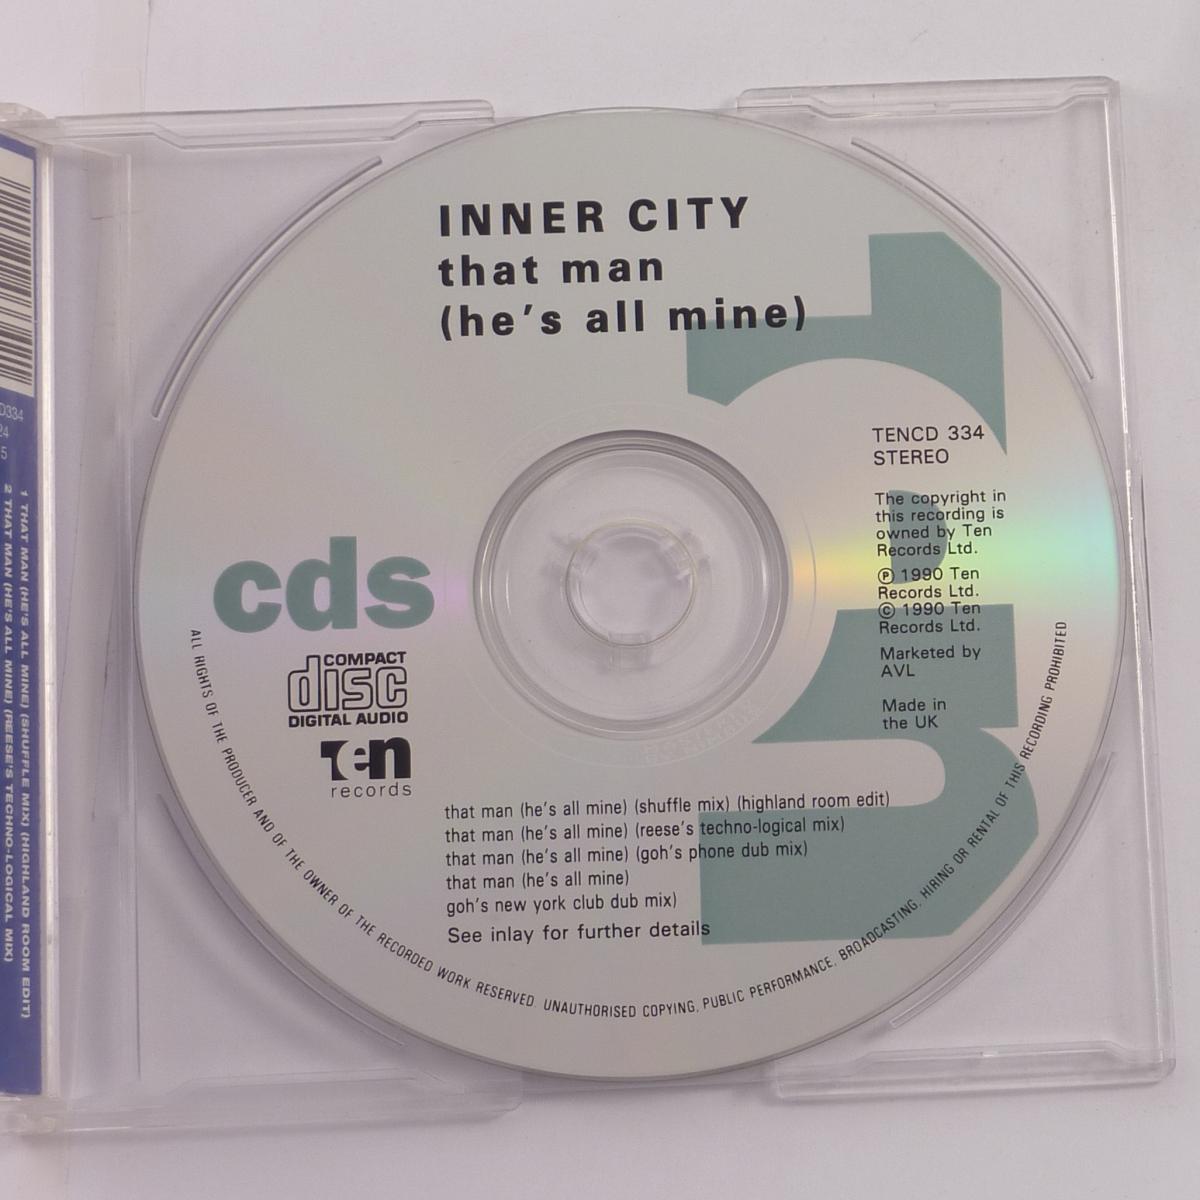 INNER CITY
that man
(he's all mine)
TENCD 334
STEREO
The copyright in
this recording is
owned by Ten
Records Ltd.
Ⓟ 1990 Ten
Records Ltd.
© 1990 Ten
Records Ltd.
Marketed by
AVL
Made in
the UK
cds
COMPACT
disc
DIGITAL AUDIO
Ten
records
that man (he's all mine) (shuffle mix) (highland room edit)
that man (he's all mine) (reese's techno-logical mix)
that man (he's all mine) (goh's phone dub mix)
that man (he's all mine)
goh's new york club dub mix)
See inlay for further details
ALL RIGHTS OF THE PRODUCER AND OF THE OWNER OF THE RECORDED WORK RESERVED. UNAUTHORISED COPYING, PUBLIC PERFORMANCE, BROADCASTING, HIRING OR RENTAL OF THIS RECORDING PROHIBITED
D334
24
5
1 THAT MAN (HE'S ALL MINE) (SHUFFLE MIX) (HIGHLAND ROOM EDIT)
2 THAT MAN (HE'S ALL MINE) (REESE'S TECHNO-LOGICAL MIX)